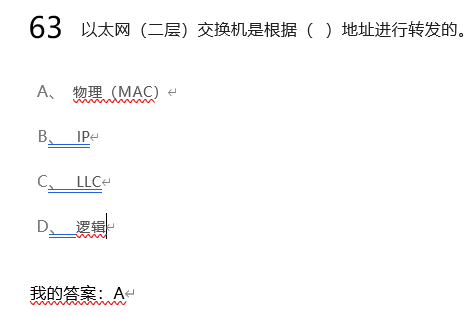 63 以太网（二层）交换机是根据（ ）地址进行转发的。
A、 物理（MAC）
B、 IP
C、 LLC
D、 逻辑
我的答案：A